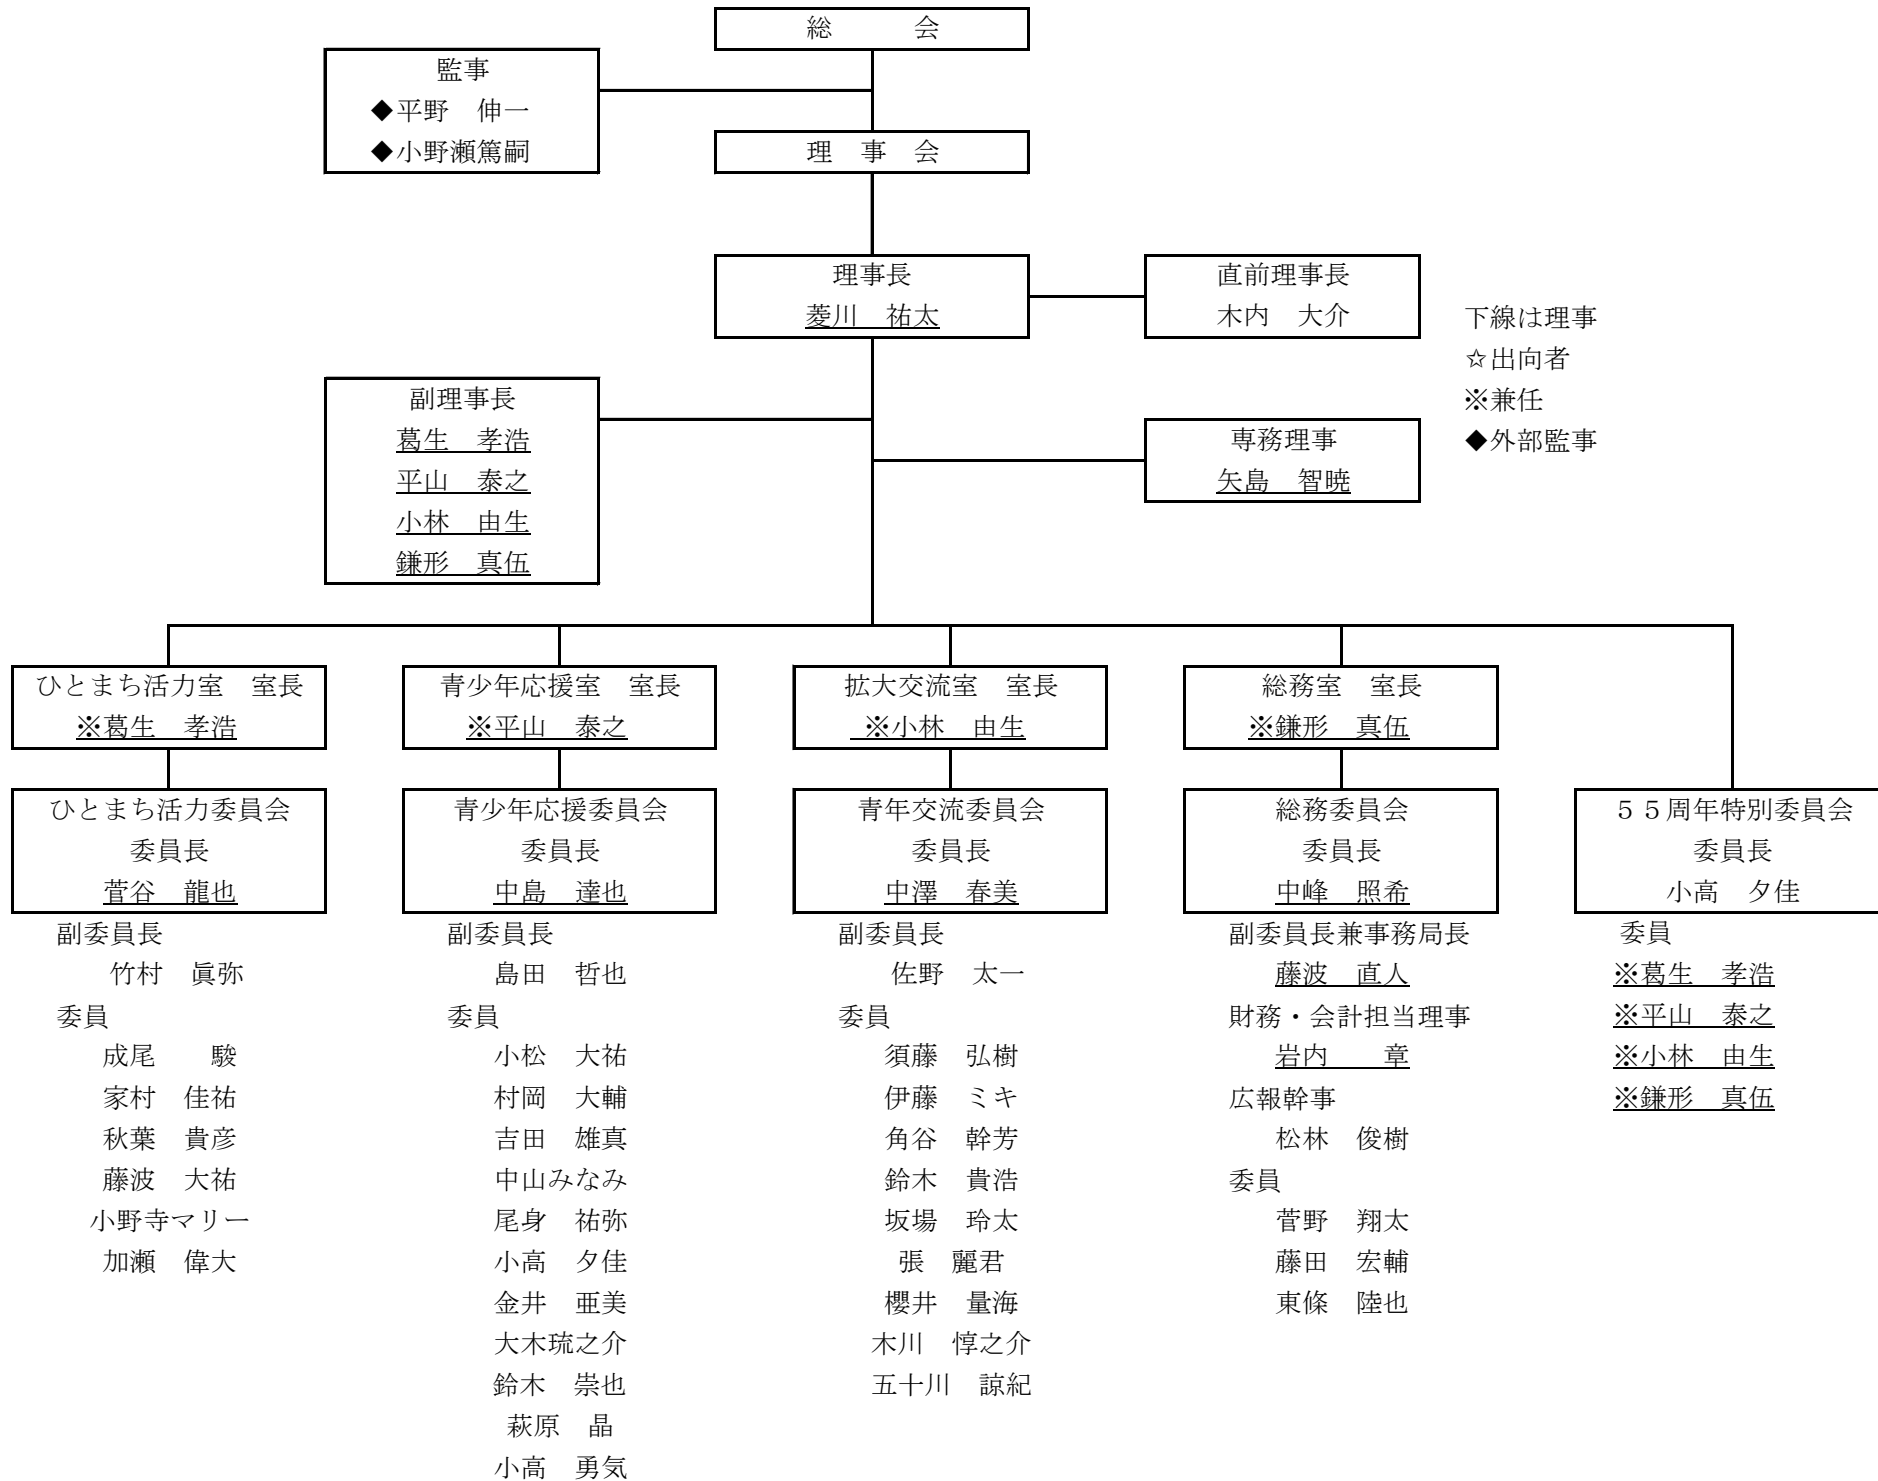 総　　　会
監事
◆平野　伸一
◆小野瀬篤嗣
理　事　会
理事長
菱川　祐太
直前理事長
木内　大介
下線は理事
☆出向者
※兼任
◆外部監事
副理事長
葛生　孝浩
平山　泰之
小林　由生
鎌形　真伍
専務理事
矢島　智暁
ひとまち活力室　室長
※葛生　孝浩
青少年応援室　室長
※平山　泰之
拡大交流室　室長
※小林　由生
総務室　室長
※鎌形　真伍
ひとまち活力委員会
委員長
菅谷　龍也
副委員長
竹村　眞弥
委員
成尾　　駿
家村　佳祐
秋葉　貴彦
藤波　大祐
小野寺マリー
加瀬　偉大
青少年応援委員会
委員長
中島　達也
副委員長
島田　哲也
委員
小松　大祐
村岡　大輔
吉田　雄真
中山みなみ
尾身　祐弥
小高　夕佳
金井　亜美
大木琉之介
鈴木　崇也
萩原　晶
小高　勇気
青年交流委員会
委員長
中澤　春美
副委員長
佐野　太一
委員
須藤　弘樹
伊藤　ミキ
角谷　幹芳
鈴木　貴浩
坂場　玲太
張　麗君
櫻井　量海
木川　惇之介
五十川　諒紀
総務委員会
委員長
中峰　照希
副委員長兼事務局長
藤波　直人
財務・会計担当理事
岩内　　章
広報幹事
松林　俊樹
委員
菅野　翔太
藤田　宏輔
東條　陸也
５５周年特別委員会
委員長
小高　夕佳
委員
※葛生　孝浩
※平山　泰之
※小林　由生
※鎌形　真伍